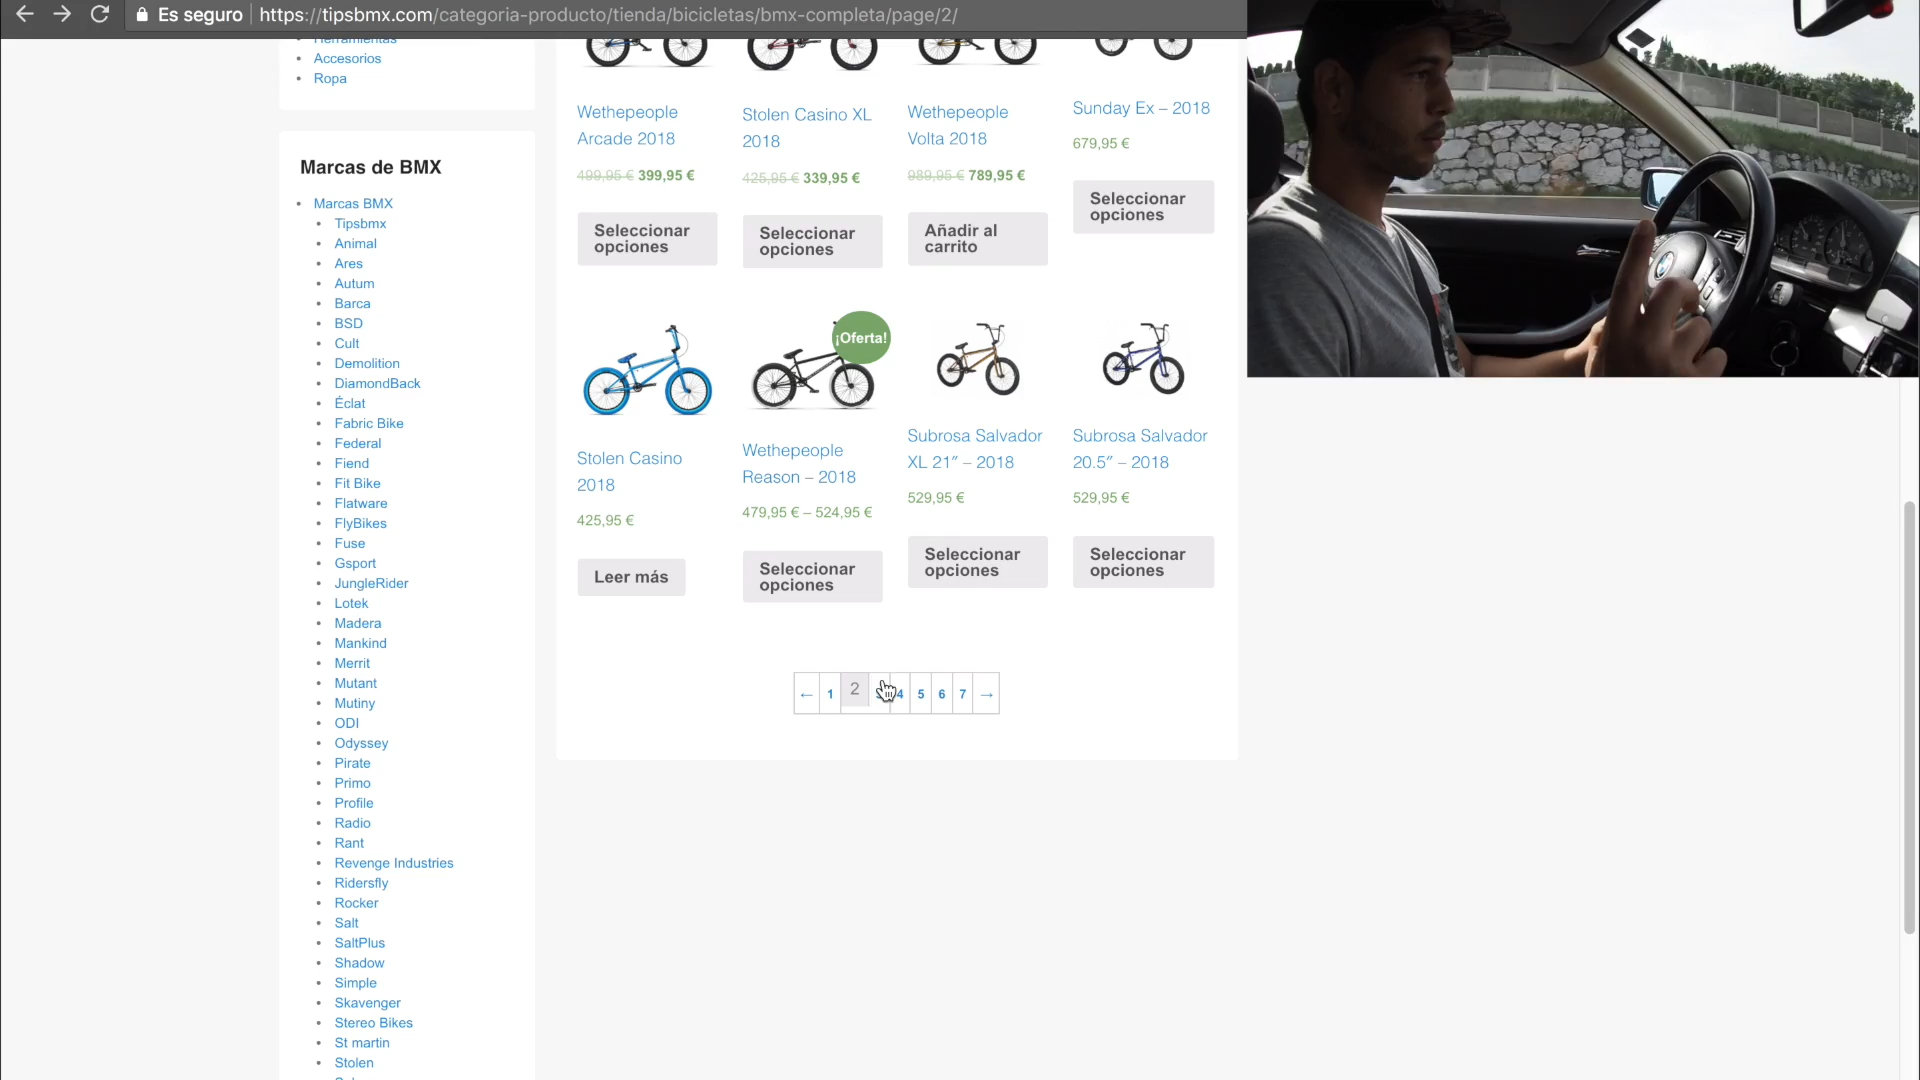 Es seguro | https://tipsbmx.com/categoria-producto/tienda/bicicletas/bmx-completa/page/2/
Herramientas
Accesorios
Ropa
Marcas de BMX
Marcas BMX
Tipsbmx
Animal
Ares
Autum
Barca
BSD
Cult
Demolition
DiamondBack
Éclat
Fabric Bike
Federal
Fiend
Fit Bike
Flatware
FlyBikes
Fuse
Gsport
JungleRider
Lotek
Madera
Mankind
Merrit
Mutant
Mutiny
ODI
Odyssey
Pirate
Primo
Profile
Radio
Rant
Revenge Industries
Ridersfly
Rocker
Salt
SaltPlus
Shadow
Simple
Skavenger
Stereo Bikes
St martin
Stolen
Wethepeople
Arcade 2018
499,95 € 399,95 €
Seleccionar
opciones
Stolen Casino XL
2018
425,95 € 339,95 €
Seleccionar
opciones
Wethepeople
Volta 2018
989,95 € 789,95 €
Añadir al
carrito
Sunday Ex – 2018
679,95 €
Seleccionar
opciones
Stolen Casino
2018
425,95 €
Leer más
¡Oferta!
Wethepeople
Reason – 2018
479,95 € – 524,95 €
Seleccionar
opciones
Subrosa Salvador
XL 21″ – 2018
529,95 €
Seleccionar
opciones
Subrosa Salvador
20.5″ – 2018
529,95 €
Seleccionar
opciones
← 1 2 4 5 6 7 →